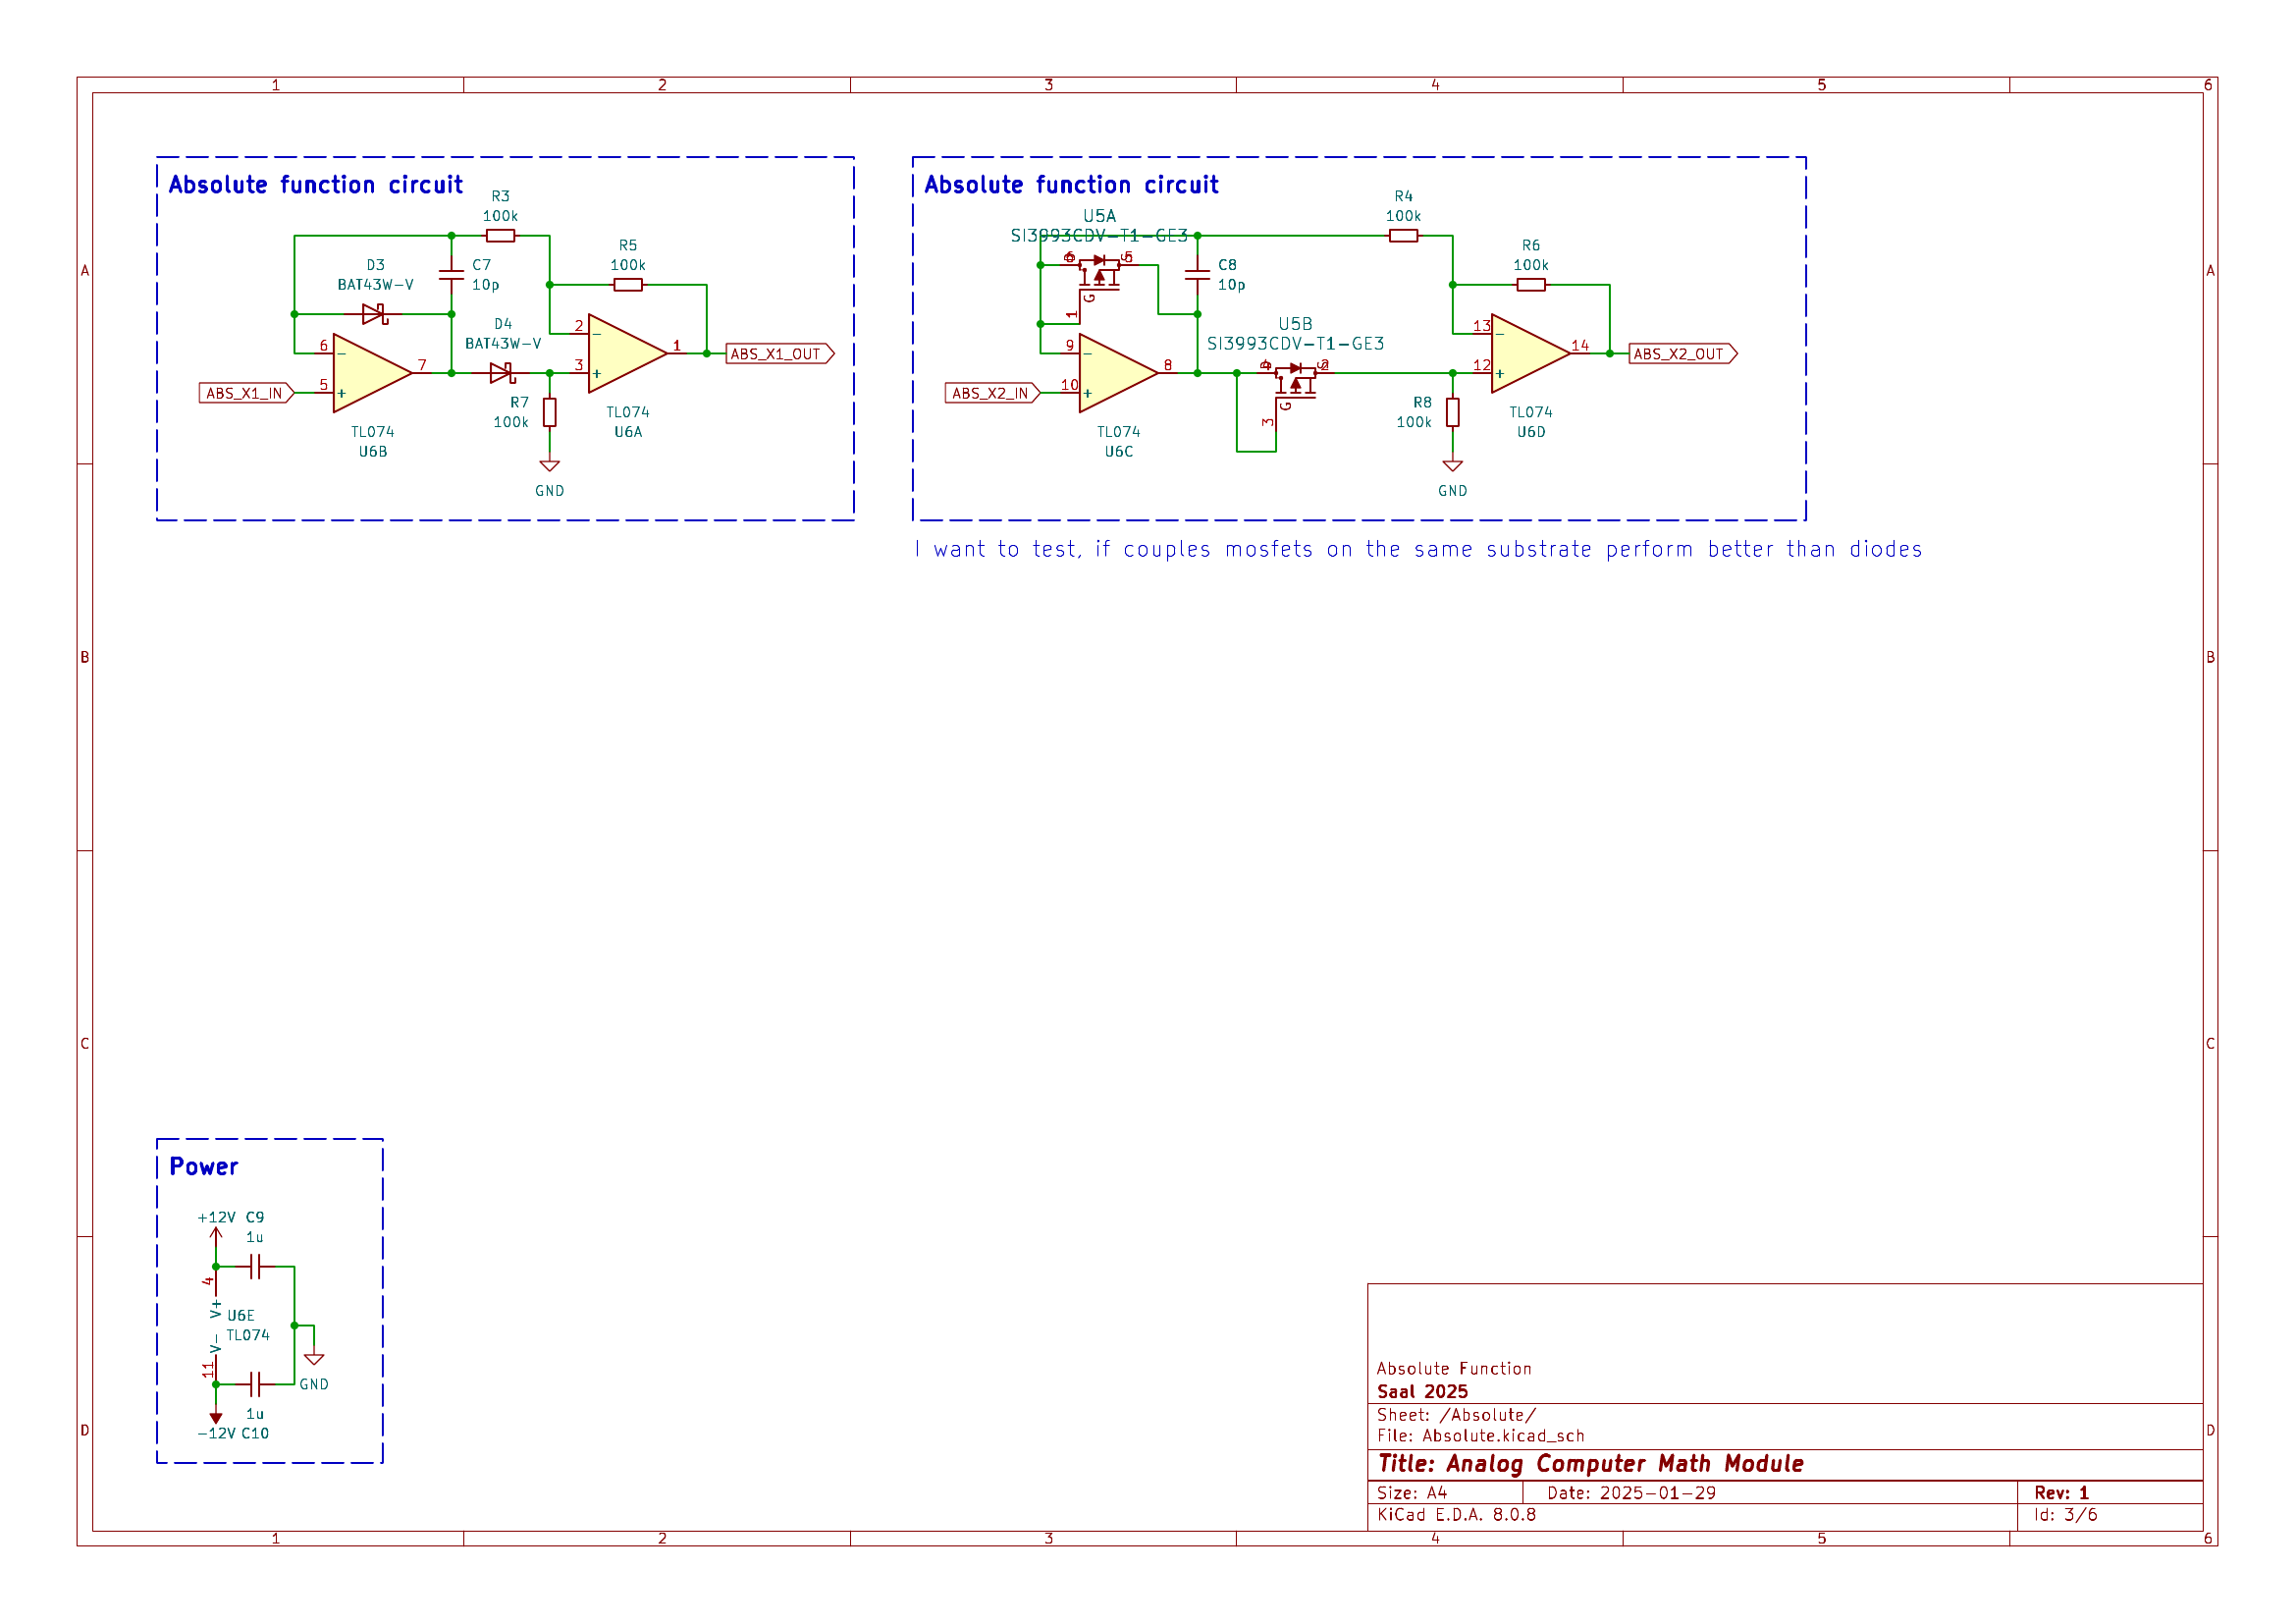 1 2 3 4 5 6
A
B
C
D
A
B
C
D
Absolute function circuit
R3
100k
R5
100k
D3
BAT43W-V
C7
10p
D4
BAT43W-V
6
5
7
2
3
1
ABS_X1_IN
ABS_X1_OUT
R7
100k
TL074
U6B
TL074
U6A
GND
Absolute function circuit
U5A
SI3993CDV-T1-GE3
R4
100k
R6
100k
6
5
D
S
G
1
C8
10p
U5B
SI3993CDV-T1-GE3
9
10
8
4
2
D
S
G
3
13
12
14
ABS_X2_IN
ABS_X2_OUT
R8
100k
TL074
U6C
TL074
U6D
GND
I want to test, if couples mosfets on the same substrate perform better than diodes
Power
+12V C9
1u
4
V+
U6E
TL074
V-
11
GND
1u
-12V C10
Absolute Function
Saal 2025
Sheet: /Absolute/
File: Absolute.kicad_sch
Title: Analog Computer Math Module
Size: A4 Date: 2025-01-29 Rev: 1
KiCad E.D.A. 8.0.8 Id: 3/6
1 2 3 4 5 6